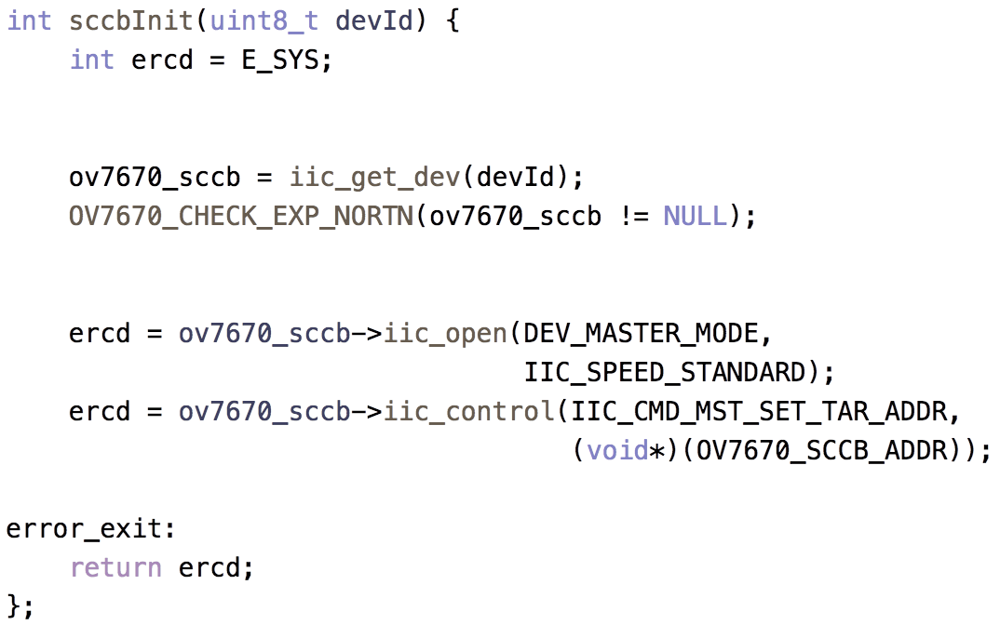 int sccbInit(uint8_t devId) {
    int ercd = E_SYS;
    ov7670_sccb = iic_get_dev(devId);
    OV7670_CHECK_EXP_NORTN(ov7670_sccb != NULL);
    ercd = ov7670_sccb->iic_open(DEV_MASTER_MODE,
                                 IIC_SPEED_STANDARD);
    ercd = ov7670_sccb->iic_control(IIC_CMD_MST_SET_TAR_ADDR,
                                    (void*)(OV7670_SCCB_ADDR));
error_exit:
    return ercd;
};